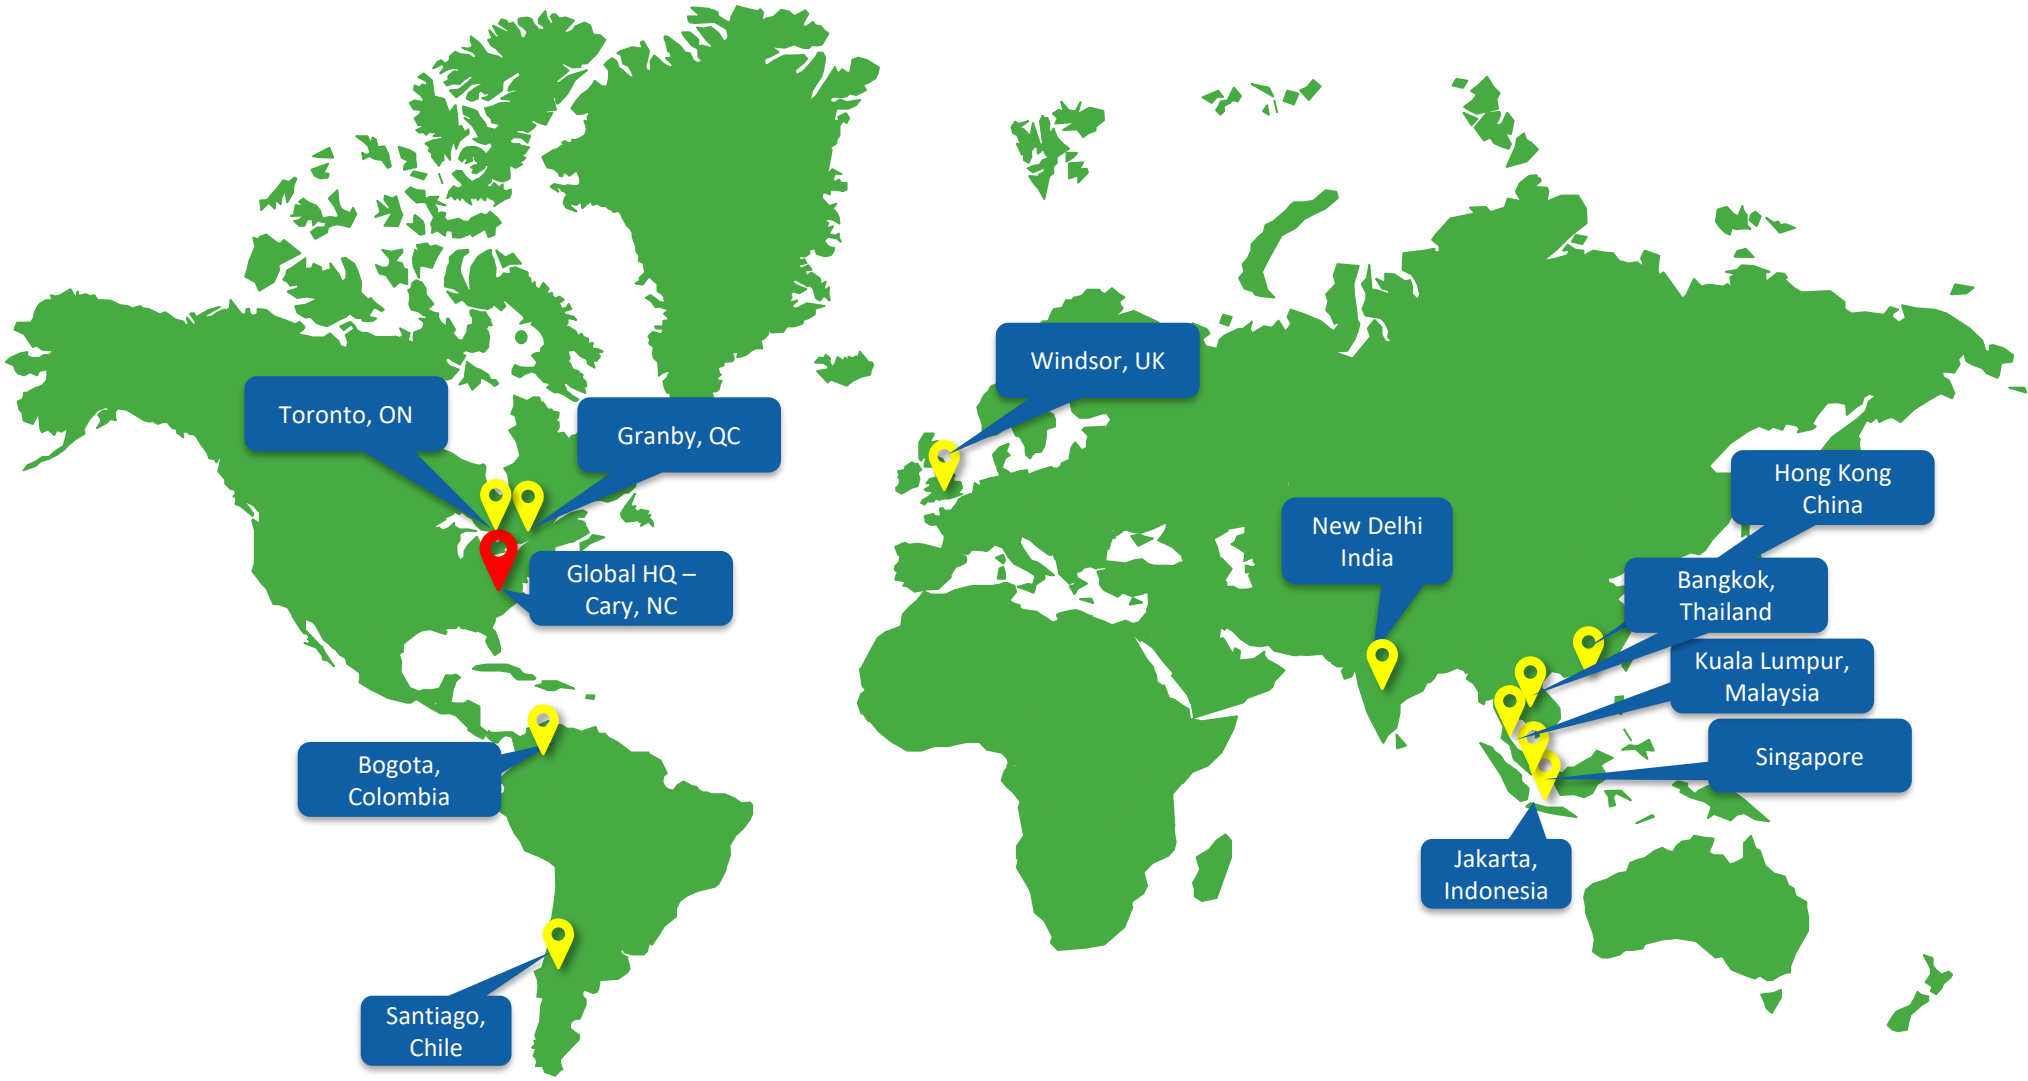 Windsor, UK
Toronto, ON
Granby, QC
Hong Kong
China
New Delhi
India
Global HQ –
Cary, NC
Bangkok,
Thailand
Kuala Lumpur,
Malaysia
Singapore
Bogota,
Colombia
Jakarta,
Indonesia
Santiago,
Chile